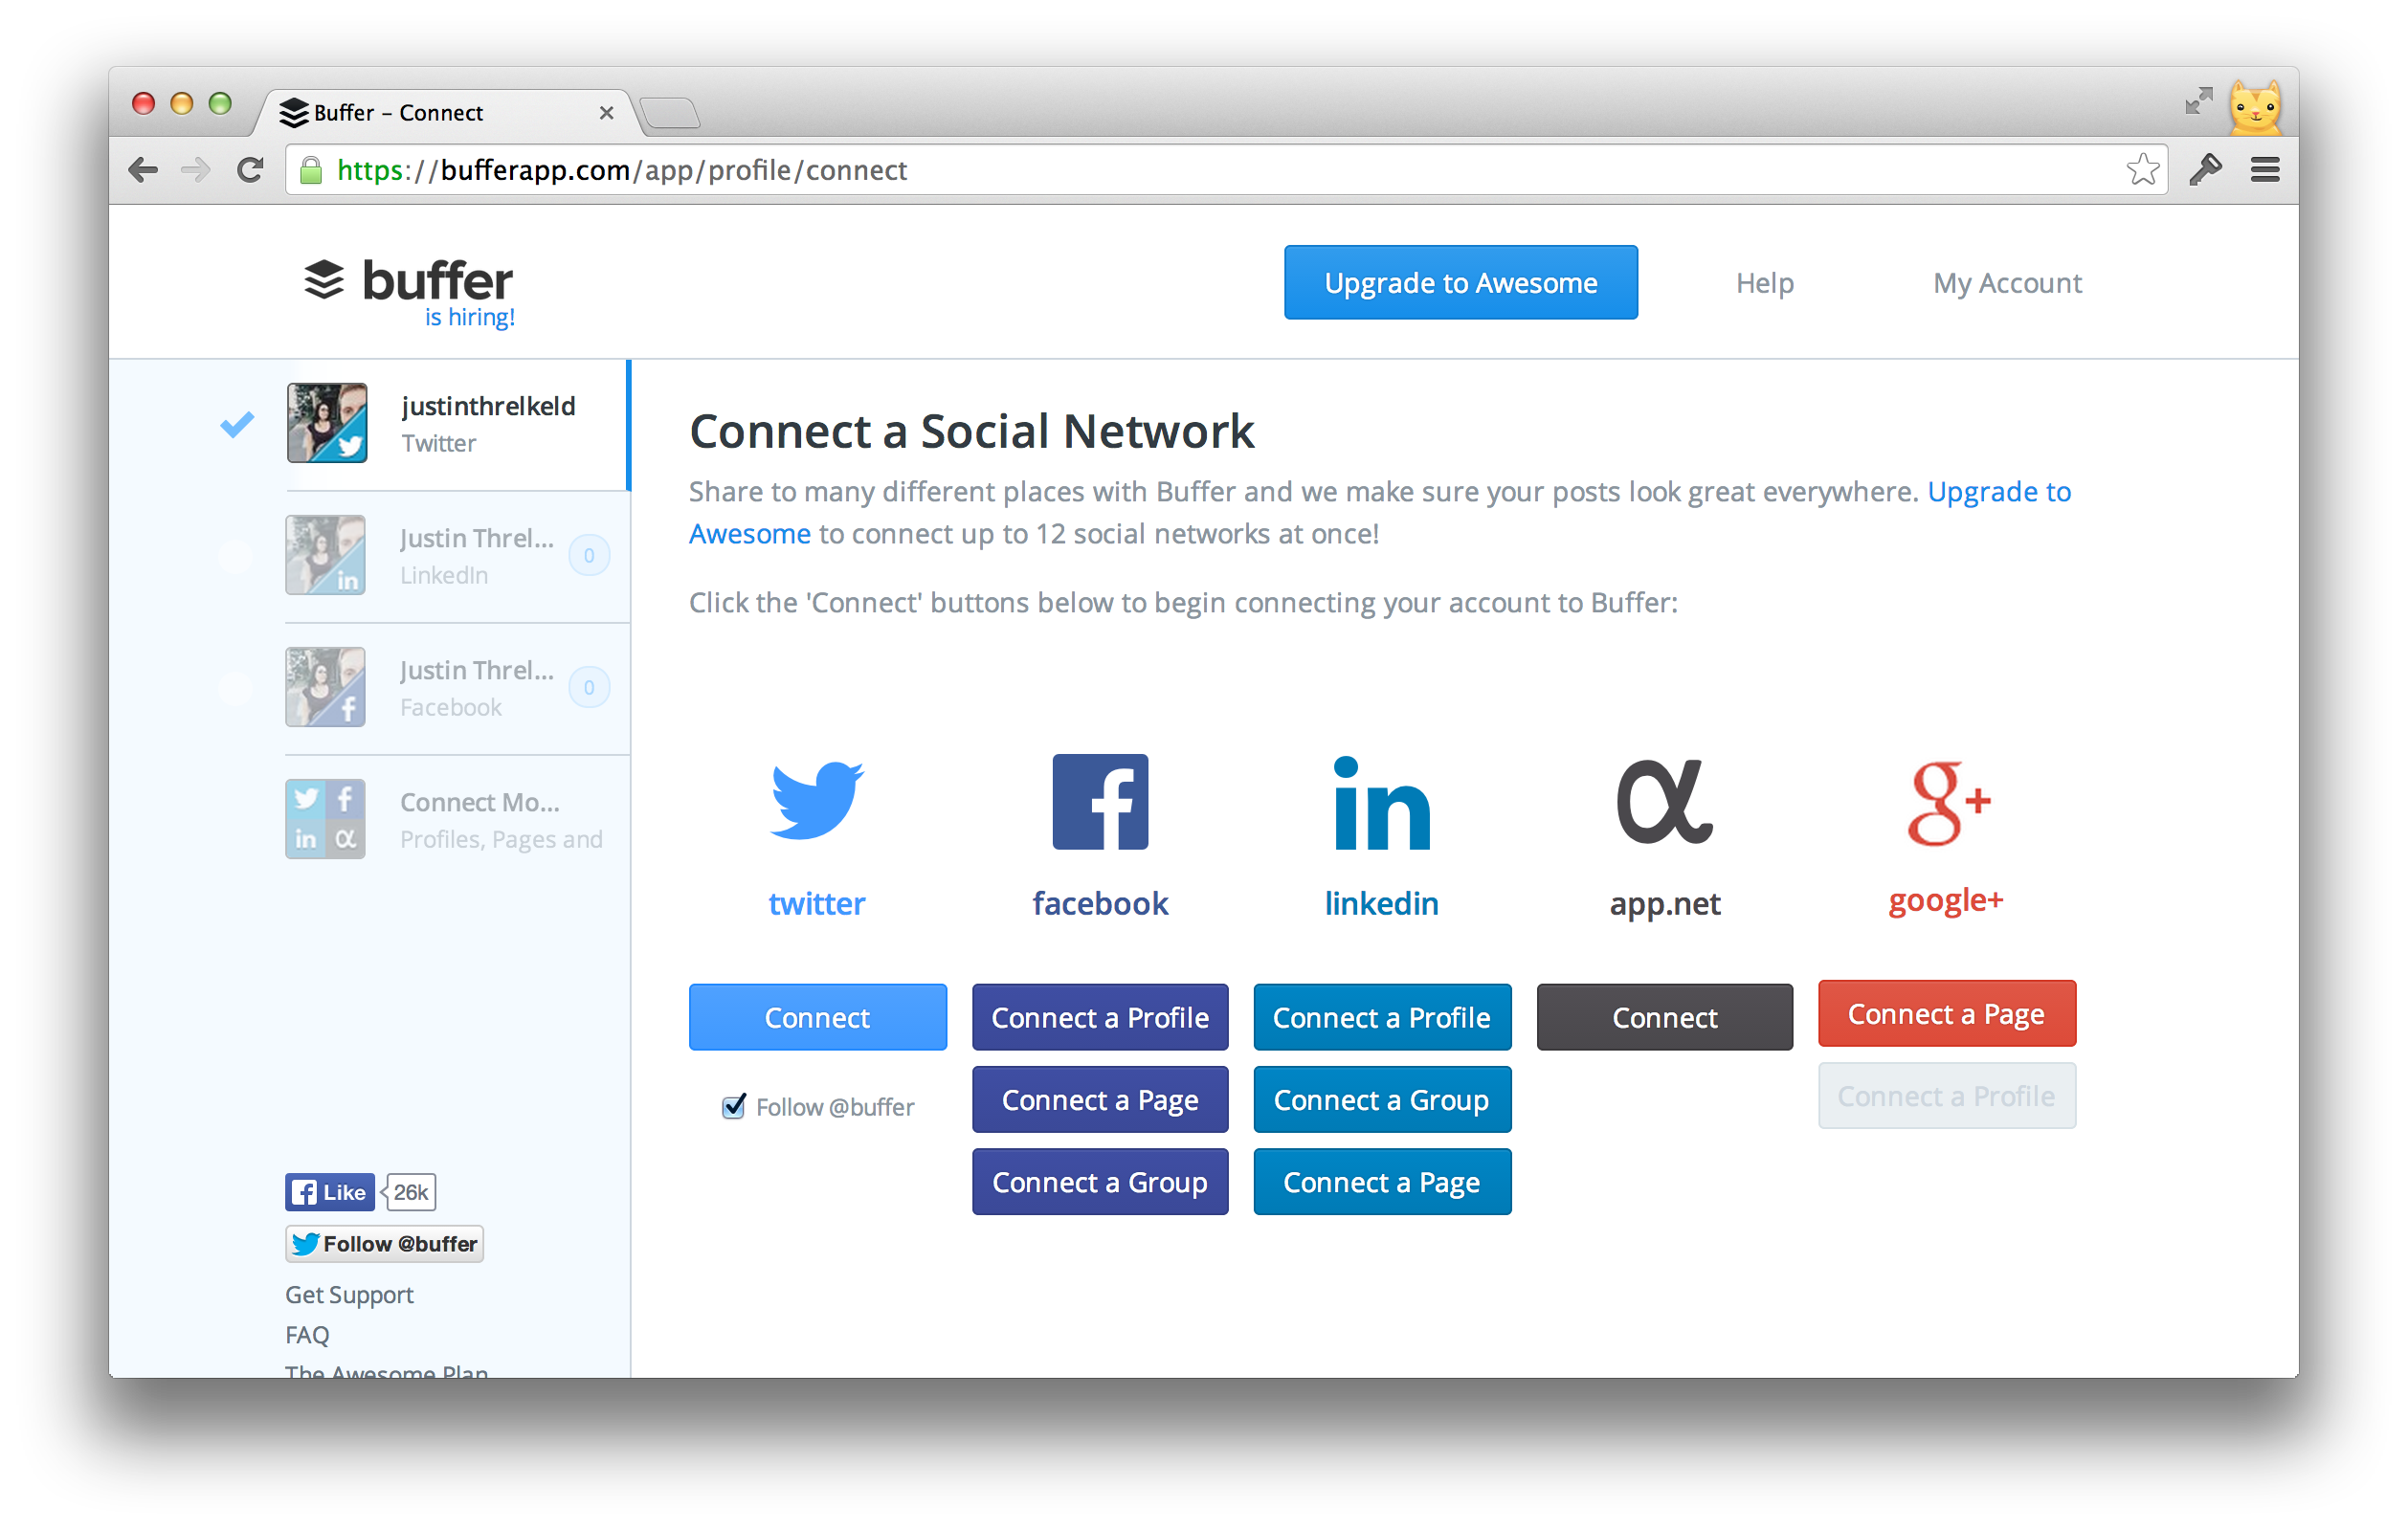 Buffer – Connect
https://bufferapp.com/app/profile/connect
buffer
is hiring!
Upgrade to Awesome
Help
My Account
justinthrelkeld
Twitter
Justin Threl...
LinkedIn
0
Justin Threl...
Facebook
0
Connect Mo...
Profiles, Pages and
Like
26k
Follow @buffer
Get Support
FAQ
The Awesome Plan
Connect a Social Network
Share to many different places with Buffer and we make sure your posts look great everywhere. Upgrade to
Awesome to connect up to 12 social networks at once!
Click the 'Connect' buttons below to begin connecting your account to Buffer:
twitter
facebook
linkedin
app.net
google+
Connect
Connect a Profile
Connect a Profile
Connect
Connect a Page
Follow @buffer
Connect a Page
Connect a Group
Connect a Profile
Connect a Group
Connect a Page